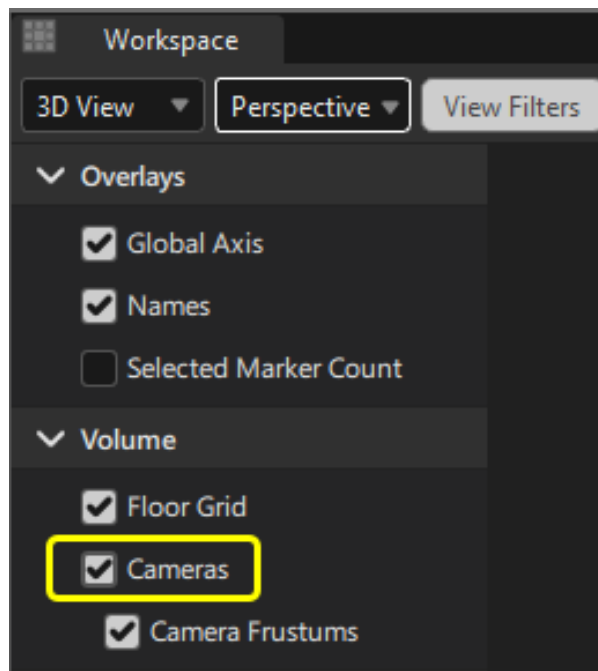 Workspace
3D View Perspective View Filters
Overlays
Global Axis
Names
Selected Marker Count
Volume
Floor Grid
Cameras
Camera Frustums